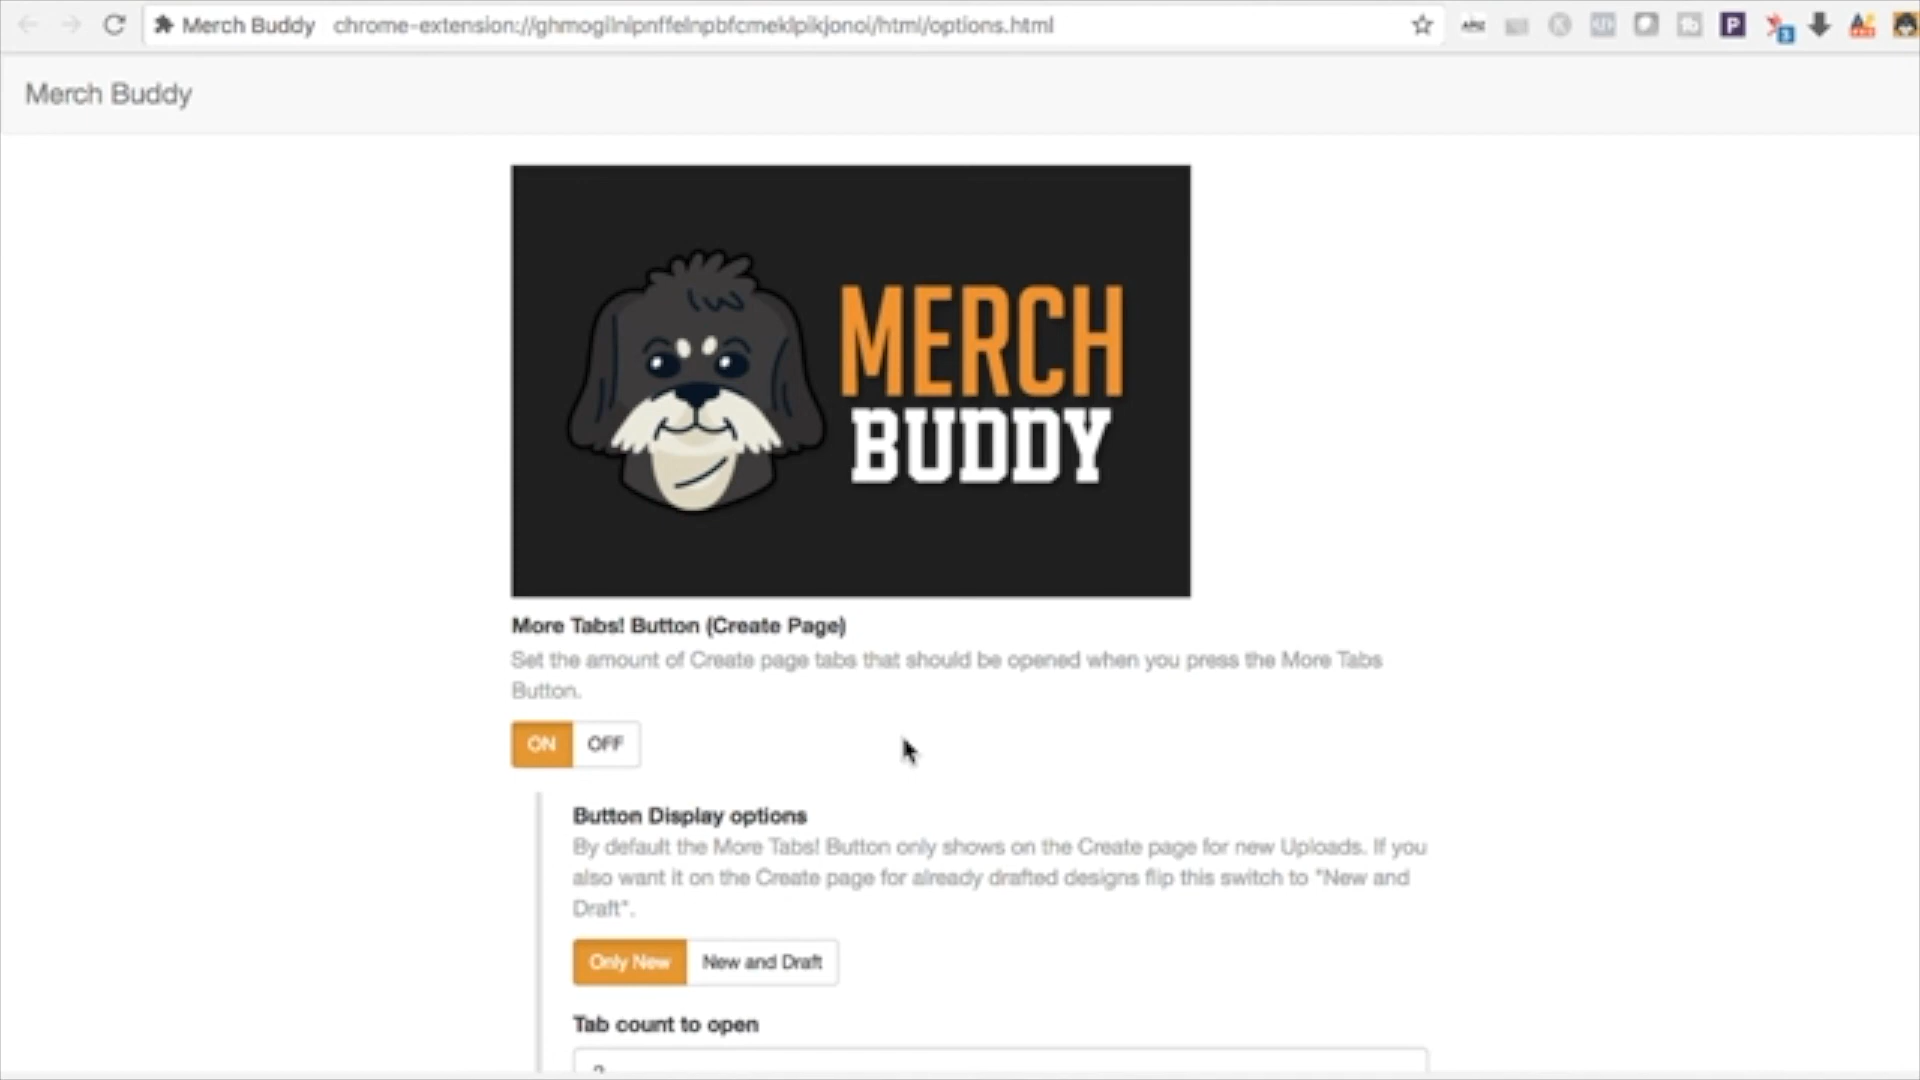 Merch Buddy chrome-extension://ghmogilnipnffelnpbfcmeklpikjonoi/html/options.html
Merch Buddy
MERCH
BUDDY
More Tabs! Button (Create Page)
Set the amount of Create page tabs that should be opened when you press the More Tabs
Button.
ON OFF
Button Display options
By default the More Tabs! Button only shows on the Create page for new Uploads. If you
also want it on the Create page for already drafted designs flip this switch to "New and
Draft".
Only New New and Draft
Tab count to open